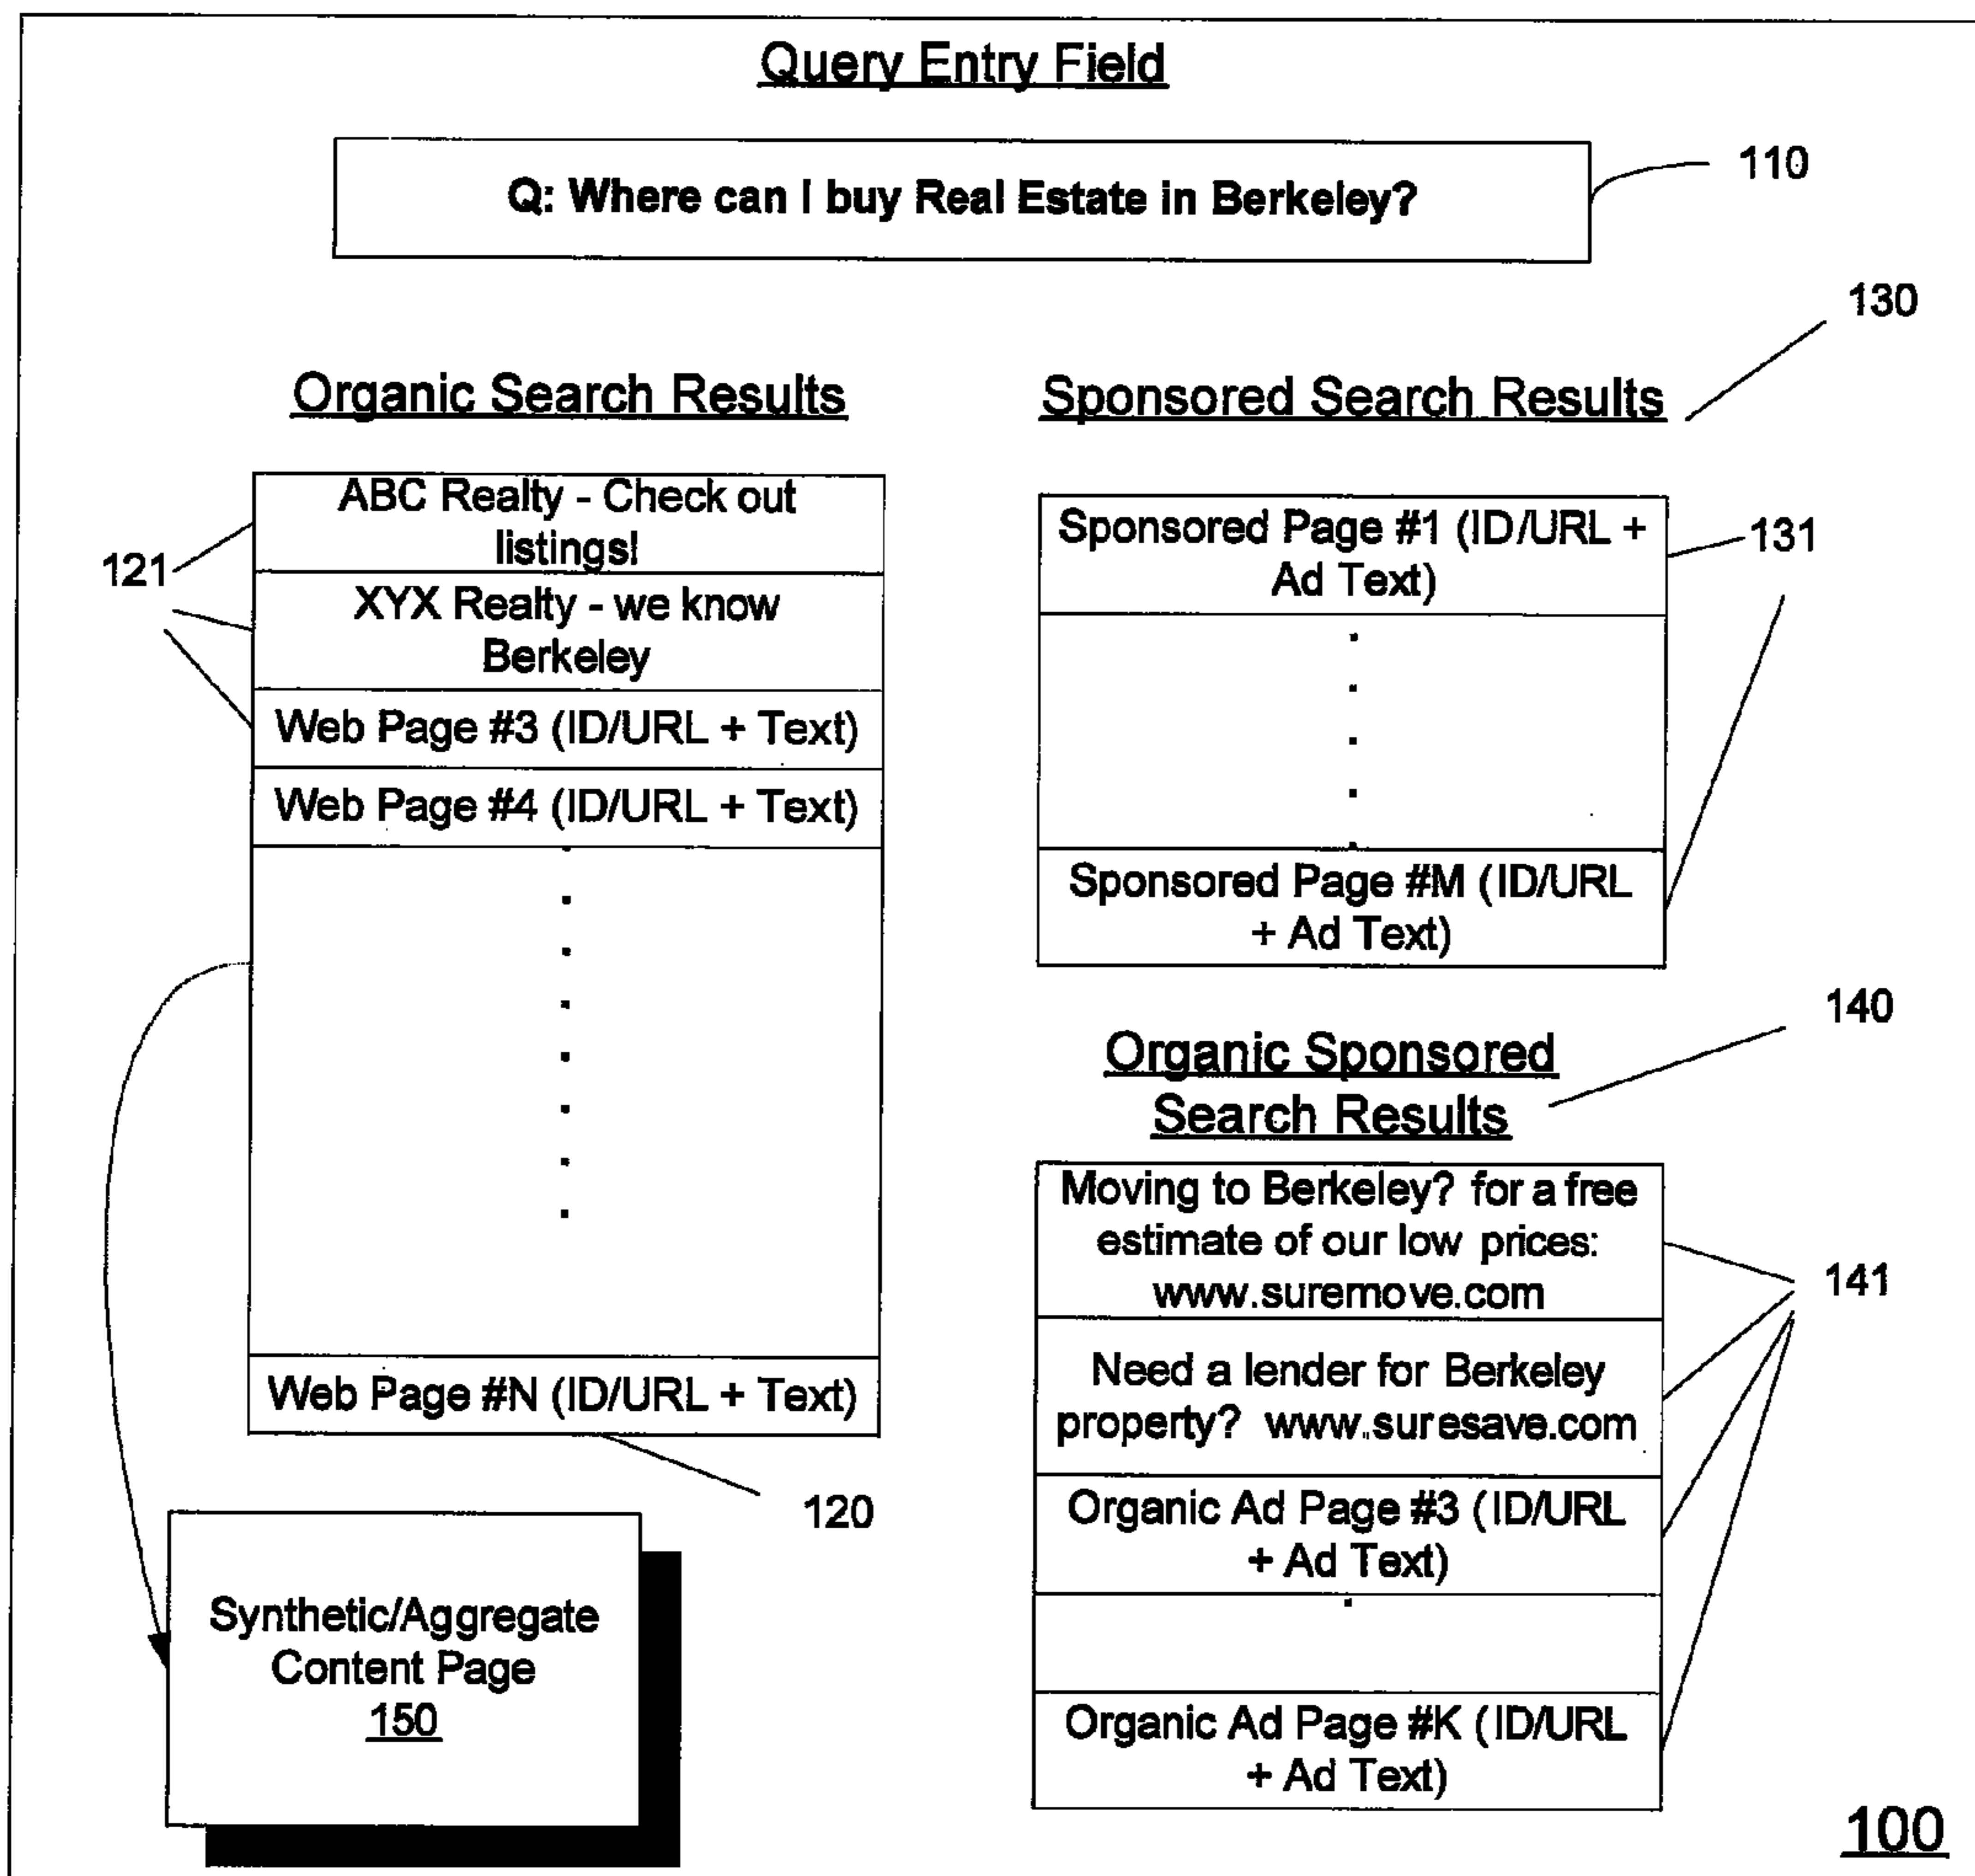 Query Entry Field
Q: Where can I buy Real Estate in Berkeley?
110
130
Organic Search Results
ABC Realty - Check out
listings!
XYX Realty - we know
Berkeley
Web Page #3 (ID/URL + Text)
Web Page #4 (ID/URL + Text)
Web Page #N (ID/URL + Text)
121
120
Synthetic/Aggregate
Content Page
150
Sponsored Search Results
Sponsored Page #1 (ID/URL +
Ad Text)
Sponsored Page #M (ID/URL
+ Ad Text)
131
140
Organic Sponsored
Search Results
Moving to Berkeley? for a free
estimate of our low prices:
www.suremove.com
Need a lender for Berkeley
property? www.suresave.com
Organic Ad Page #3 (ID/URL
+ Ad Text)
Organic Ad Page #K (ID/URL
+ Ad Text)
141
100